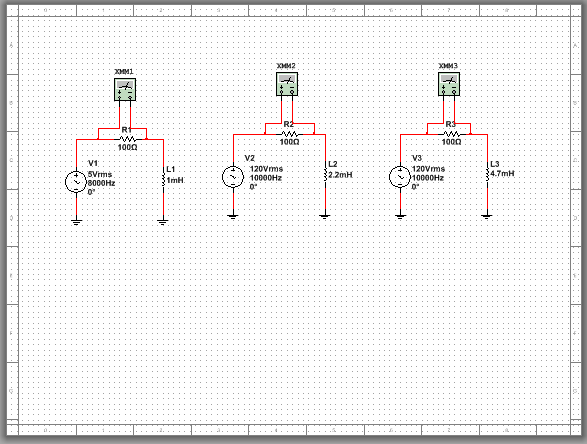 XMM1
XMM2
XMM3
R1
100Ω
R2
100Ω
R3
100Ω
V1
5Vrms
8000Hz
0°
L1
1mH
V2
120Vrms
10000Hz
0°
L2
2.2mH
V3
120Vrms
10000Hz
0°
L3
4.7mH